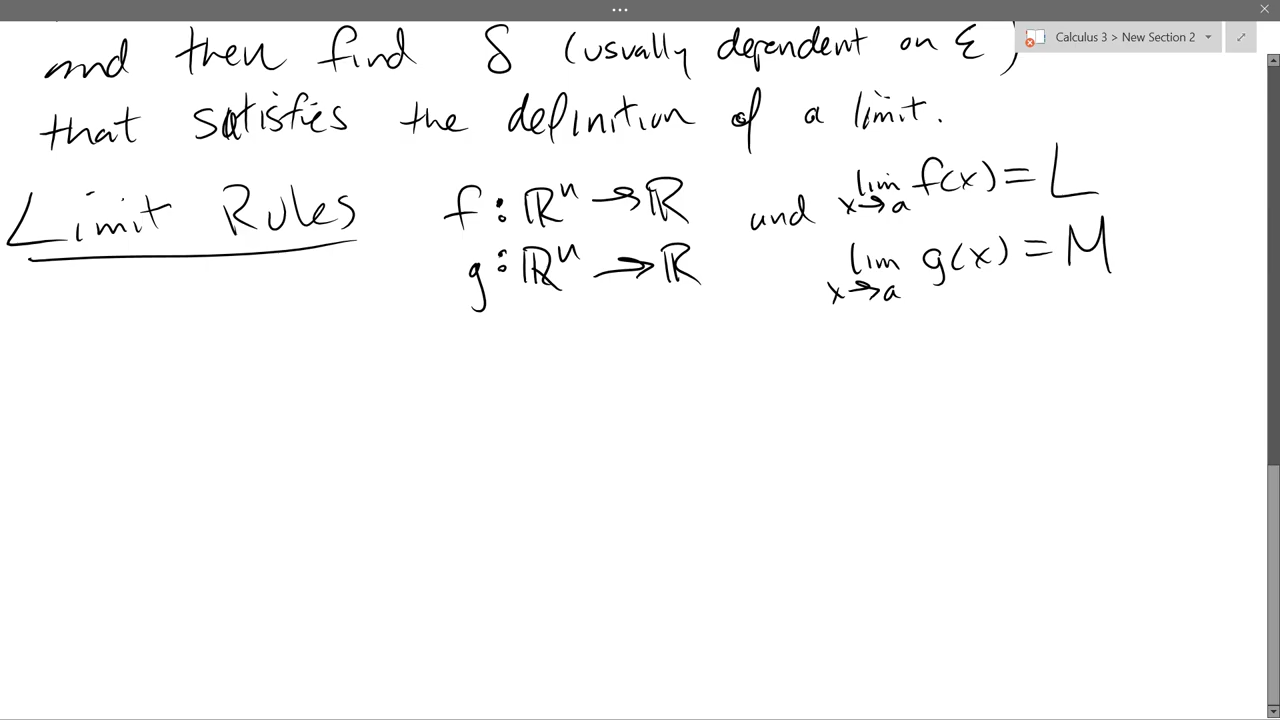 and then find δ (usually dependent on ε)
Calculus 3 > New Section 2
that satisfies the definition of a limit.
Limit Rules f: ℝⁿ → ℝ and lim x→a f(x) = L
g: ℝⁿ → ℝ lim x→a g(x) = M